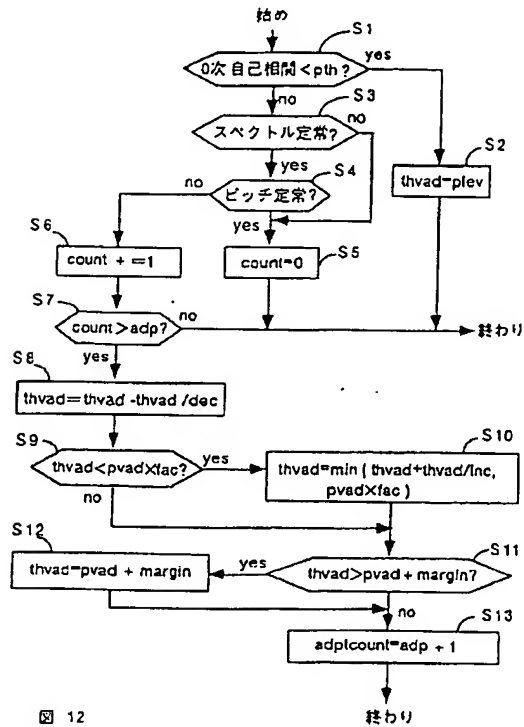 始め
S1
0次自己相関<pth?
yes
no
S3
スペクトル定常?
no
yes
S2
thvad=plev
S4
no
ピッチ定常?
yes
S6
count + =1
count=0
S5
S7
count>adp?
no
終わり
yes
S8
thvad=thvad -thvad /dec
S9
thvad<pvad×fac?
yes
S10
thvad=min ( thvad+thvad/inc,
pvad×fac )
no
S12
thvad=pvad + margin
yes
S11
thvad>pvad + margin?
no
S13
adptcount=adp + 1
図 12
終わり